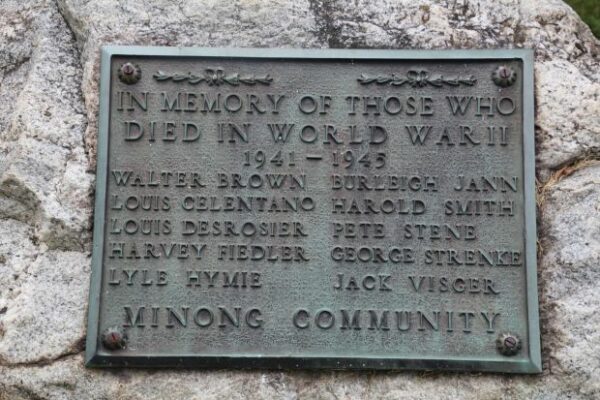 IN MEMORY OF THOSE WHO
DIED IN WORLD WAR II
1941 - 1945
WALTER BROWN BURLEIGH JANN
LOUIS CELENTANO HAROLD SMITH
LOUIS DESROSIER PETE STENE
HARVEY FIEDLER GEORGE STRENKE
LYLE HYMIE JACK VISGER
MINONG COMMUNITY